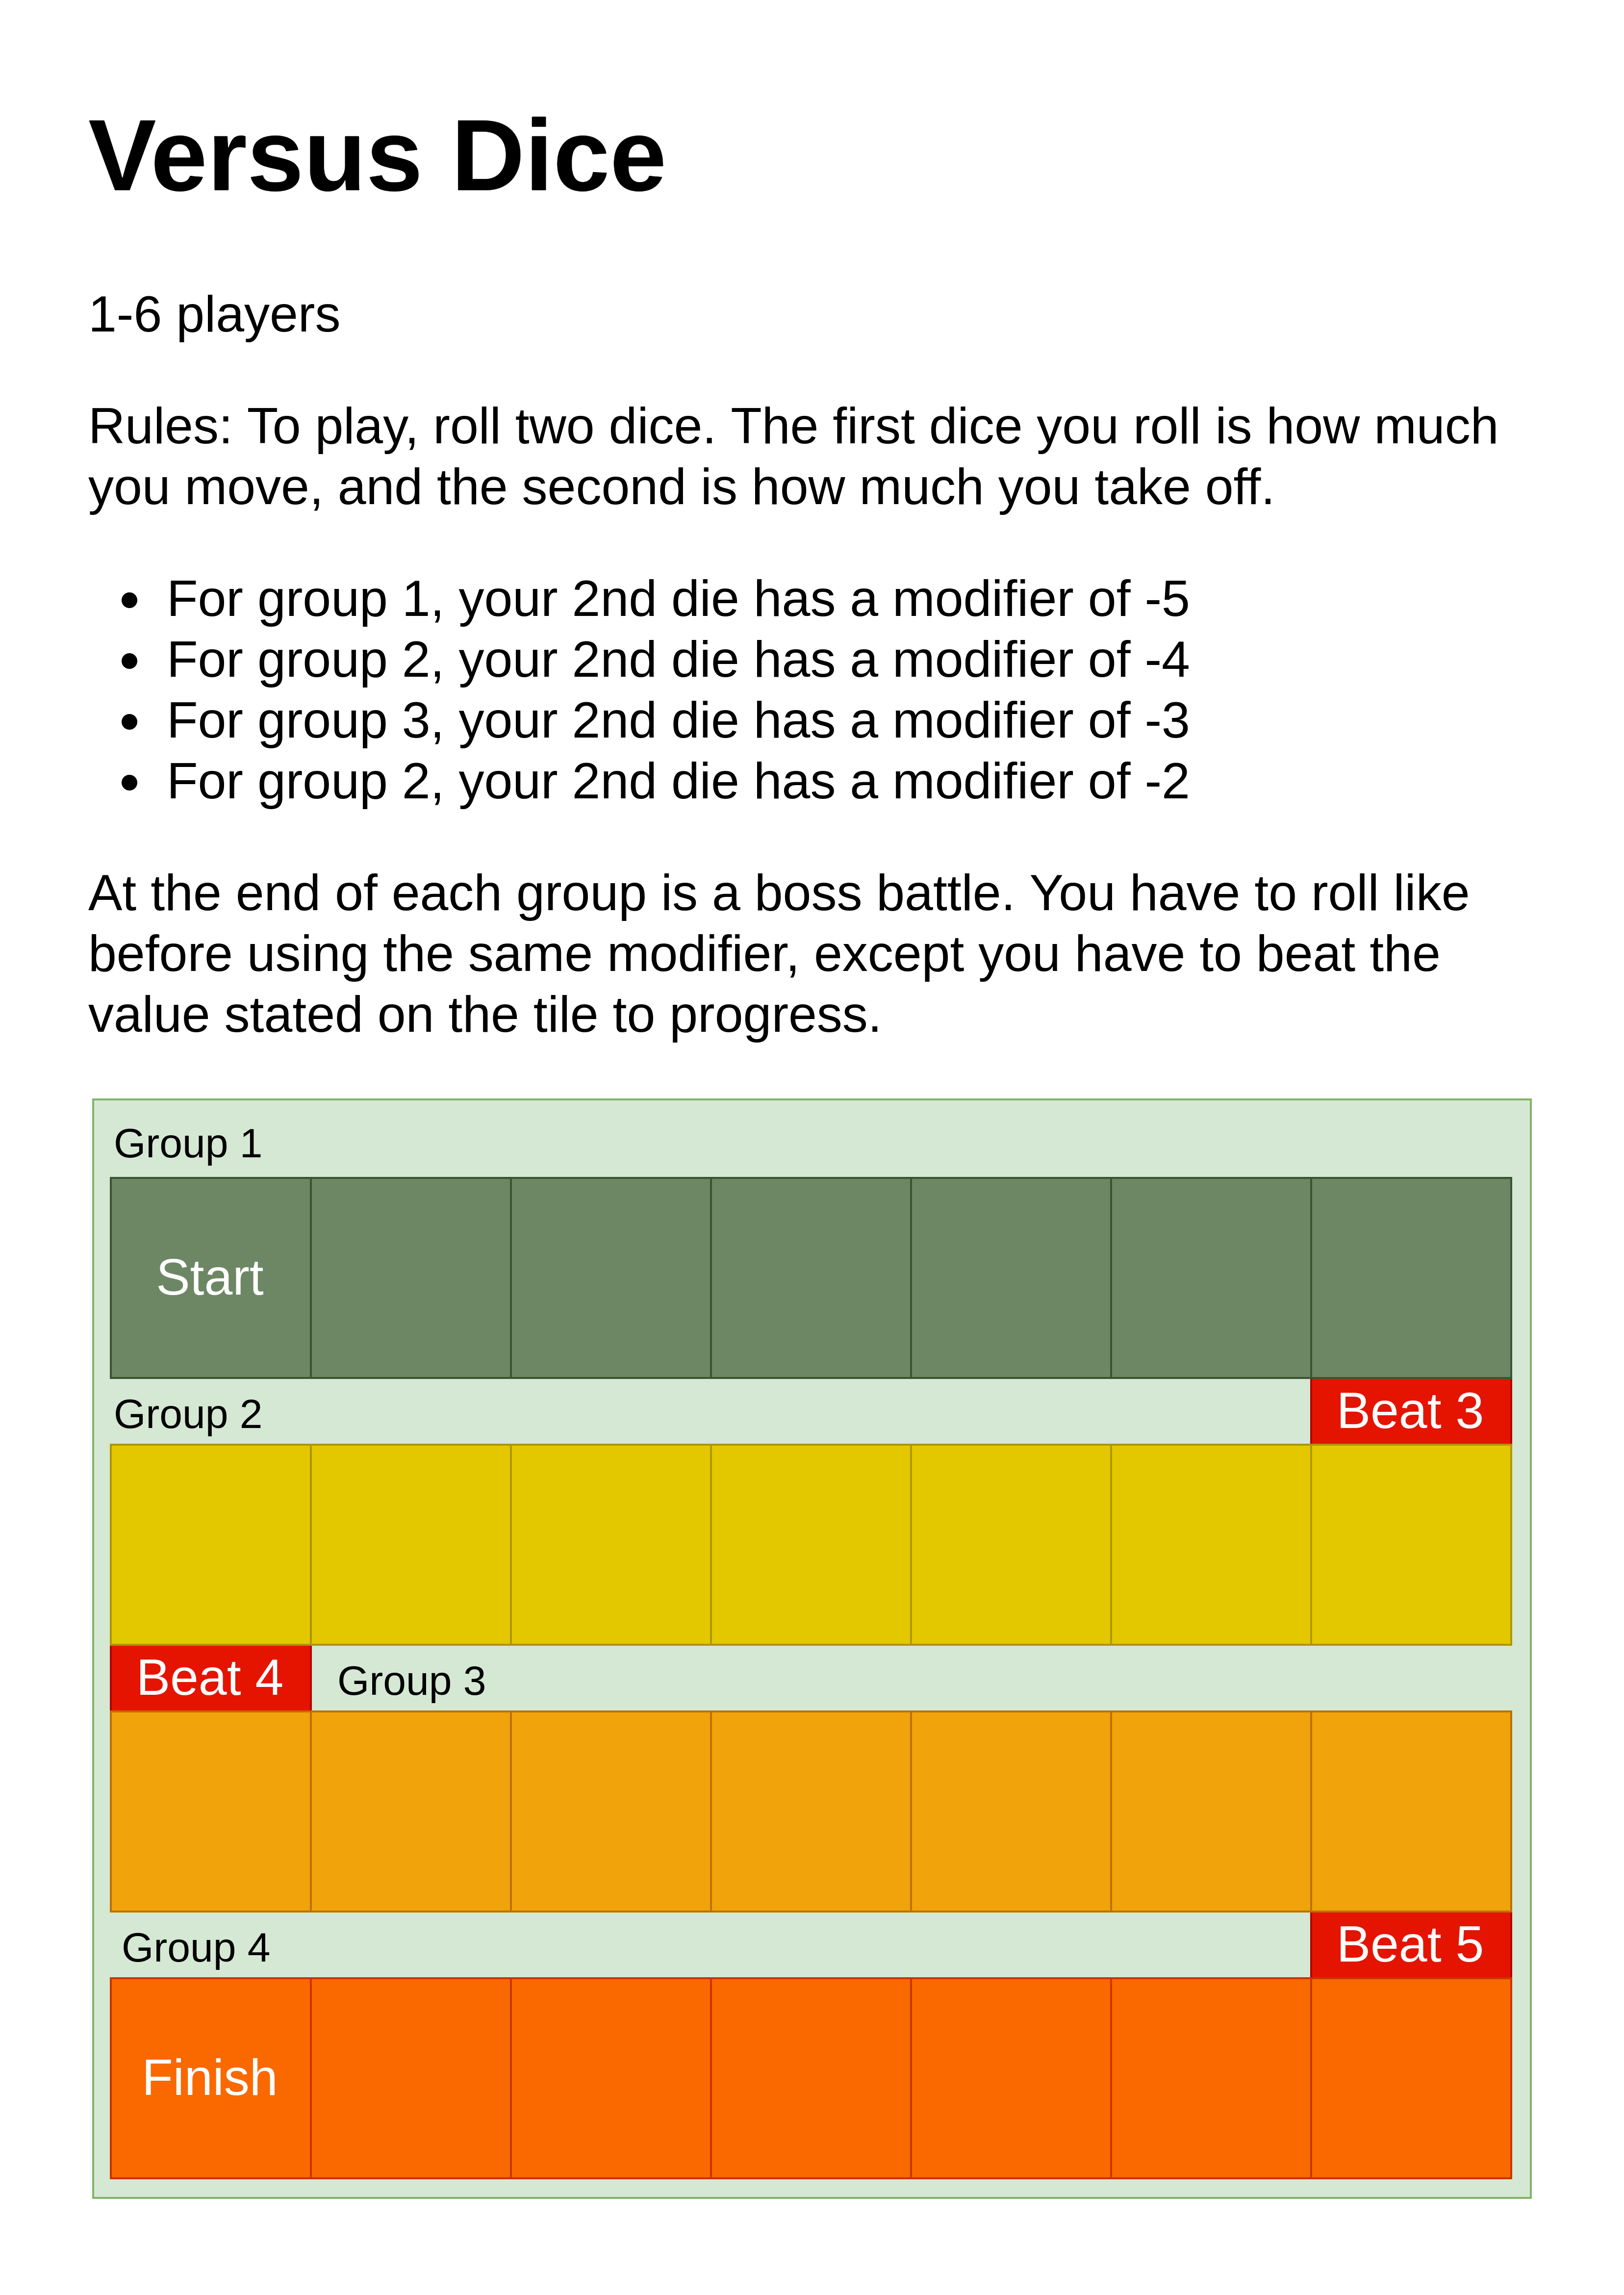 Versus Dice
1-6 players
Rules: To play, roll two dice. The first dice you roll is how much
you move, and the second is how much you take off.
• For group 1, your 2nd die has a modifier of -5
• For group 2, your 2nd die has a modifier of -4
• For group 3, your 2nd die has a modifier of -3
• For group 2, your 2nd die has a modifier of -2
At the end of each group is a boss battle. You have to roll like
before using the same modifier, except you have to beat the
value stated on the tile to progress.
Group 1
Start
Group 2
Beat 3
Beat 4
Group 3
Group 4
Beat 5
Finish